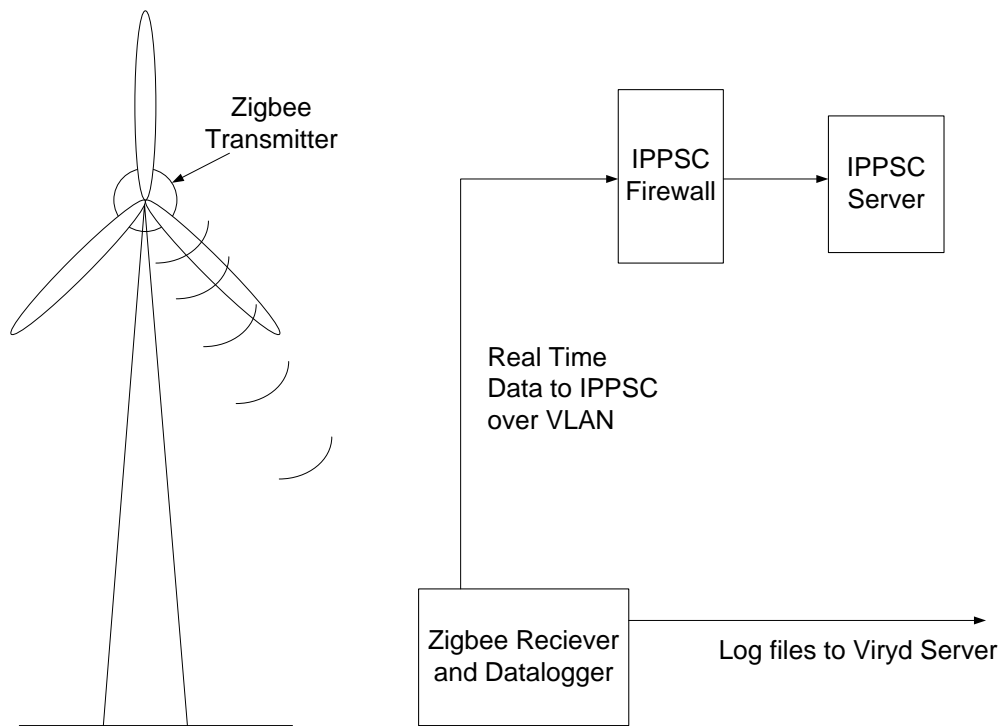 Zigbee
Transmitter
IPPSC
Firewall
IPPSC
Server
Real Time
Data to IPPSC
over VLAN
Zigbee Reciever
and Datalogger
Log files to Viryd Server